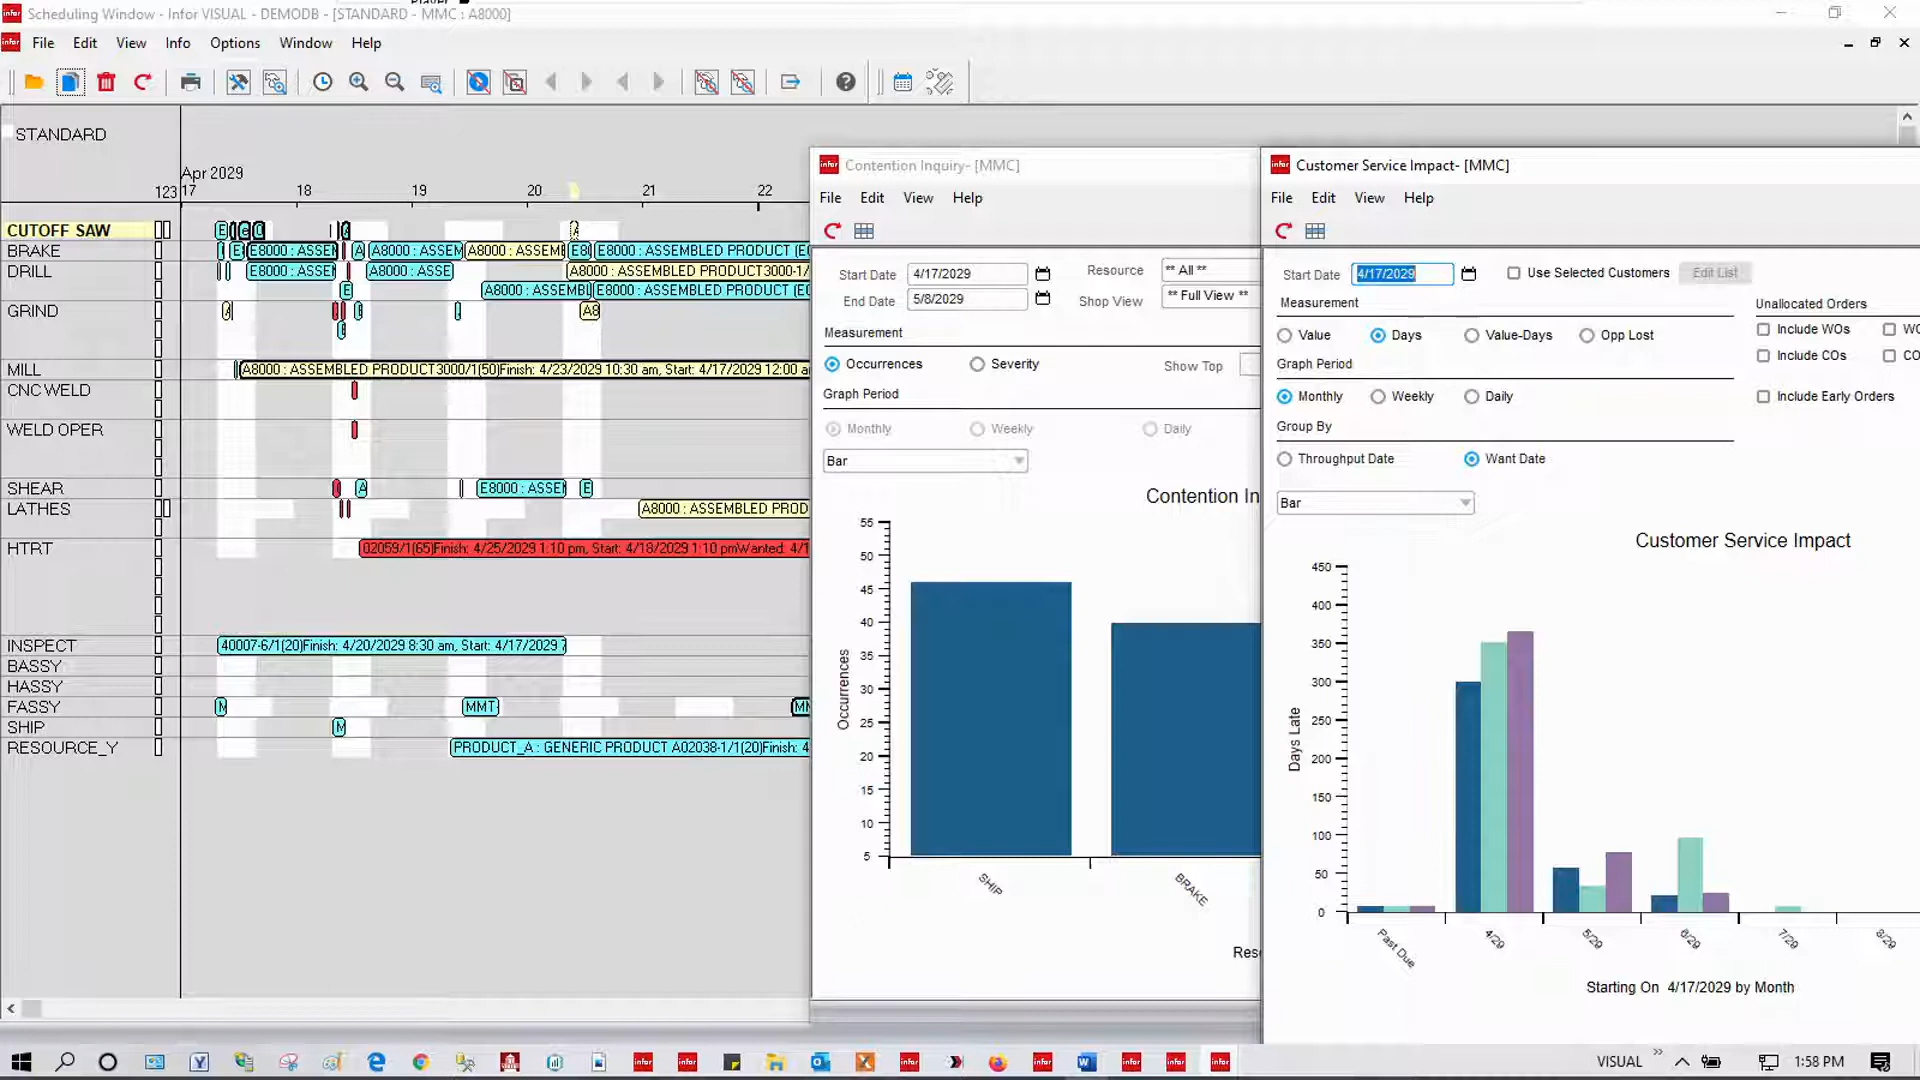 Scheduling Window - Infor VISUAL - DEMODB - [STANDARD - MMC : A8000]
File Edit View Info Options Window Help
STANDARD
Apr 2029
123 17 18 19 20 21 22
CUTOFF SAW
BRAKE
E8000 : ASSEM
A8000 : ASSEM
A8000 : ASSEM
E8
E8000 : ASSEMBLED PRODUCT (EC
DRILL
E8000 : ASSEM
A8000 : ASSE
A8000 : ASSEMBLED PRODUCT3000-1/
E
A8000 : ASSEMBL
E8000 : ASSEMBLED PRODUCT (EC
GRIND
A8
MILL
A8000 : ASSEMBLED PRODUCT3000/1(50)Finish: 4/23/2029 10:30 am, Start: 4/17/2029 12:00 a
CNC WELD
WELD OPER
SHEAR
A
E8000 : ASSEM
E
LATHES
A8000 : ASSEMBLED PROD
HTRT
02059/1(65)Finish: 4/25/2029 1:10 pm, Start: 4/18/2029 1:10 pmWanted: 4/1
INSPECT
40007-6/1(20)Finish: 4/20/2029 8:30 am, Start: 4/17/2029 7
BASSY
HASSY
FASSY
M
MMT
SHIP
M
RESOURCE_Y
PRODUCT_A : GENERIC PRODUCT A02038-1/1(20)Finish: 4
Contention Inquiry- [MMC]
File Edit View Help
Start Date 4/17/2029 Resource ** All **
End Date 5/8/2029 Shop View ** Full View **
Measurement
Occurrences Severity Show Top
Graph Period
Monthly Weekly Daily
Bar
Contention In
55
50
45
40
35
30
25
20
15
10
5
Occurrences
SHIP
BRAKE
Res
Customer Service Impact- [MMC]
File Edit View Help
Start Date 4/17/2029 Use Selected Customers Edit List
Measurement
Unallocated Orders
Value Days Value-Days Opp Lost
Include WOs WO
Graph Period
Include COs CO
Monthly Weekly Daily
Include Early Orders
Group By
Throughput Date Want Date
Bar
Customer Service Impact
450
400
350
300
250
200
150
100
50
0
Days Late
Past Due
4/29
5/29
6/29
7/29
8/29
Starting On 4/17/2029 by Month
VISUAL
1:58 PM